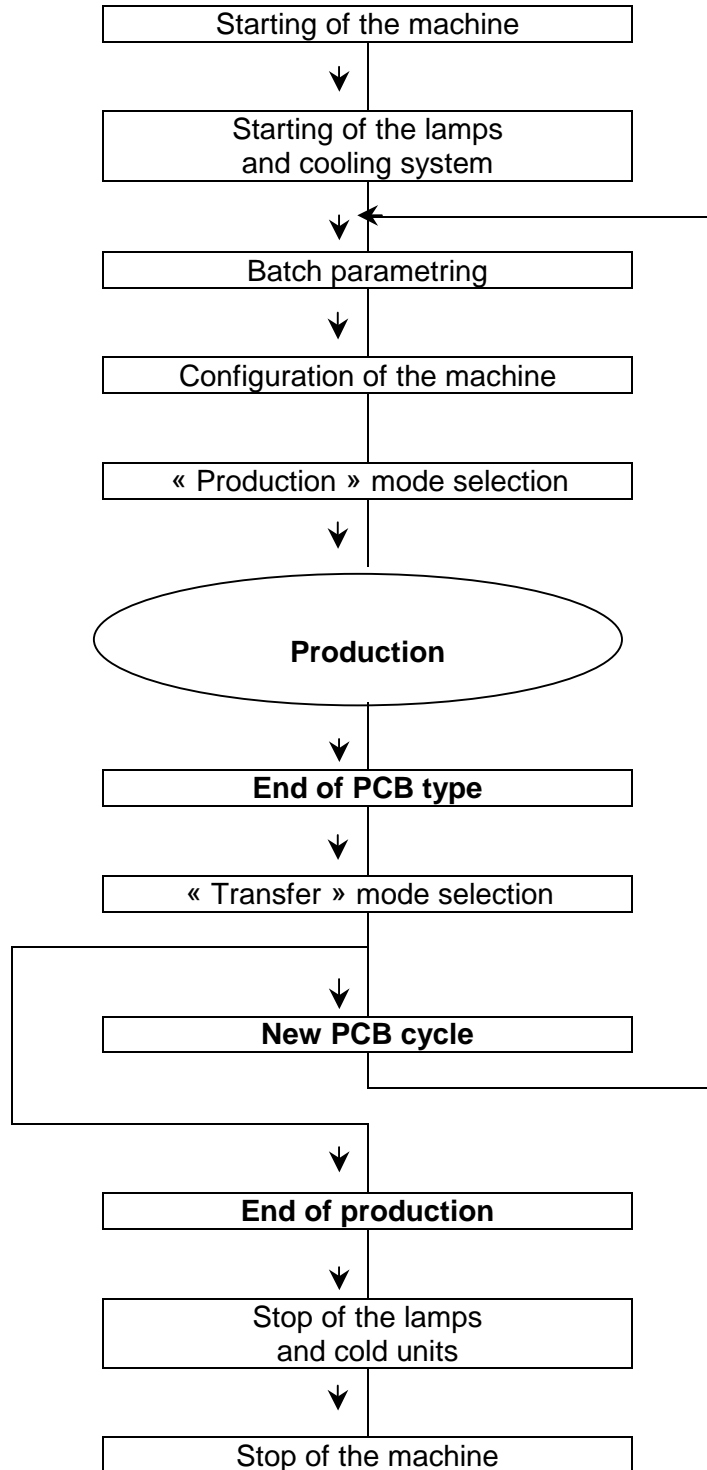 Starting of the machine
Starting of the lamps
and cooling system
Batch parametring
Configuration of the machine
« Production » mode selection
Production
End of PCB type
« Transfer » mode selection
New PCB cycle
End of production
Stop of the lamps
and cold units
Stop of the machine